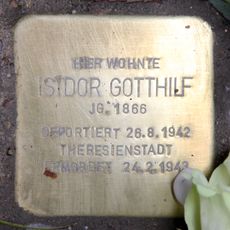 HIER WOHNTE
ISIDOR GOTTHILF
JG. 1866
DEPORTIERT 26.8.1942
THERESIENSTADT
ERMORDET 24.2.1943